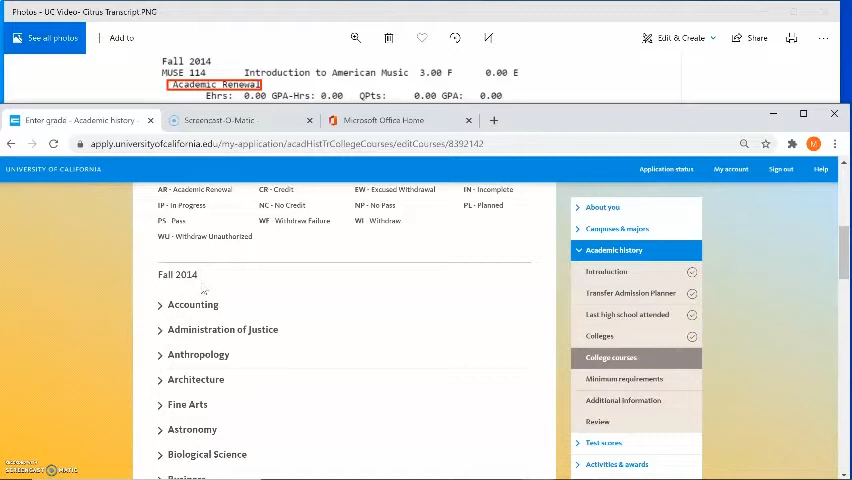 Photos - UC Video- Citrus Transcript.PNG
See all photos
Add to
Edit & Create
Share
Fall 2014
MUSE 114 Introduction to American Music 3.00 F 0.00 E
Academic Renewal
Ehrs: 0.00 GPA-Hrs: 0.00 QPts: 0.00 GPA: 0.00
Enter grade - Academic history -
Screencast-O-Matic -
Microsoft Office Home
apply.universityofcalifornia.edu/my-application/acadHistTrCollegeCourses/editCourses/8392142
M
UNIVERSITY OF CALIFORNIA
Application status
My account
Sign out
Help
AR - Academic Renewal CR - Credit EW - Excused Withdrawal IN - Incomplete
IP - In Progress NC - No Credit NP - No Pass PL - Planned
PS - Pass WF - Withdraw Failure WI - Withdraw
WU - Withdraw Unauthorized
Fall 2014
Accounting
Administration of Justice
Anthropology
Architecture
Fine Arts
Astronomy
Biological Science
Business
About you
Campuses & majors
Academic history
Introduction
Transfer Admission Planner
Last high school attended
Colleges
College courses
Minimum requirements
Additional Information
Review
Test scores
Activities & awards
SCREENCAST MATIC